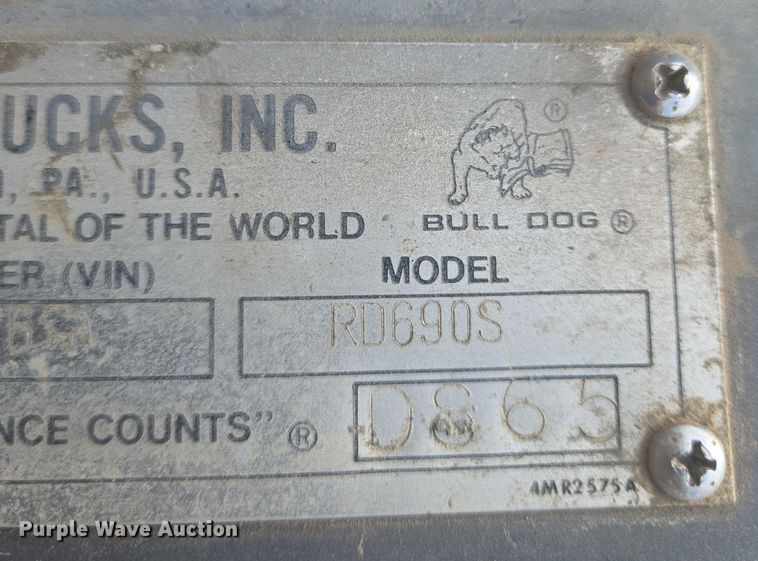 UCKS, INC.
®
, PA., U.S.A.
TAL OF THE WORLD
BULL DOG ®
ER (VIN)
MODEL
RD690S
NCE COUNTS" ®
D865
4MR2575A
Purple Wave Auction